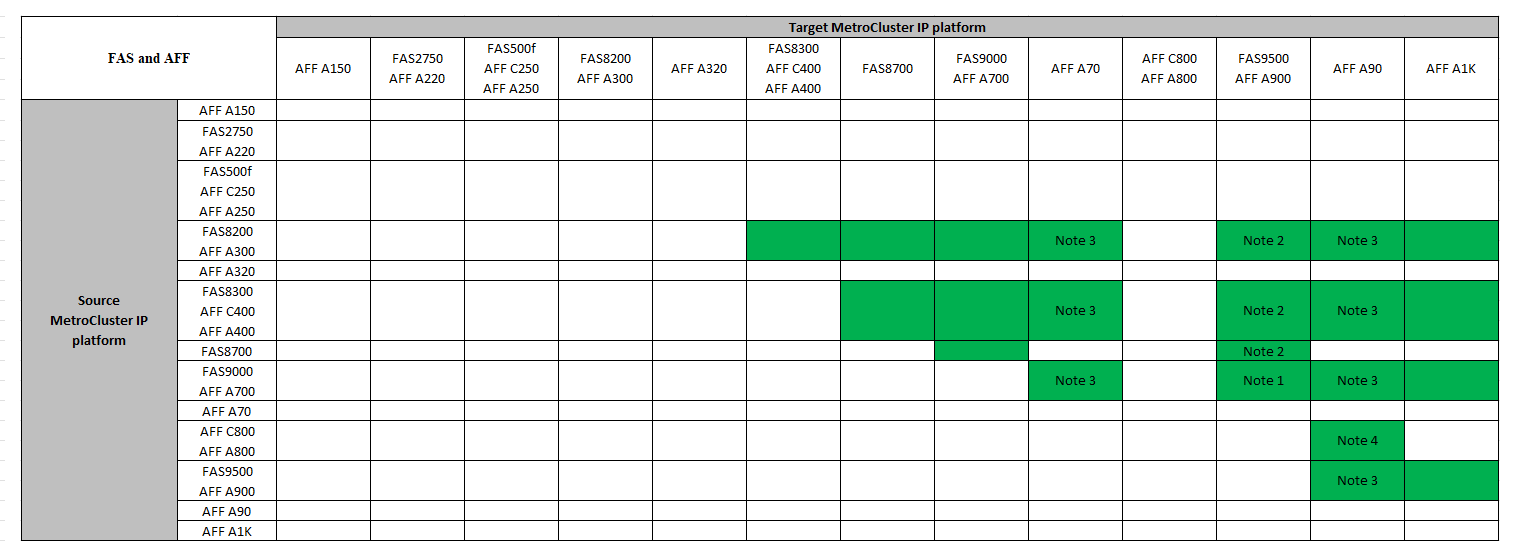 Target MetroCluster IP platform
FAS and AFF
AFF A150
FAS2750
AFF A220
FAS500f
AFF C250
AFF A250
FAS8200
AFF A300
AFF A320
FAS8300
AFF C400
AFF A400
FAS8700
FAS9000
AFF A700
AFF A70
AFF C800
AFF A800
FAS9500
AFF A900
AFF A90
AFF A1K
Source
MetroCluster IP
platform
AFF A150
FAS2750
AFF A220
FAS500f
AFF C250
AFF A250
FAS8200
AFF A300
Note 3
Note 2
Note 3
AFF A320
FAS8300
AFF C400
AFF A400
Note 3
Note 2
Note 3
FAS8700
Note 2
FAS9000
AFF A700
Note 3
Note 1
Note 3
AFF A70
AFF C800
AFF A800
Note 4
FAS9500
AFF A900
Note 3
AFF A90
AFF A1K